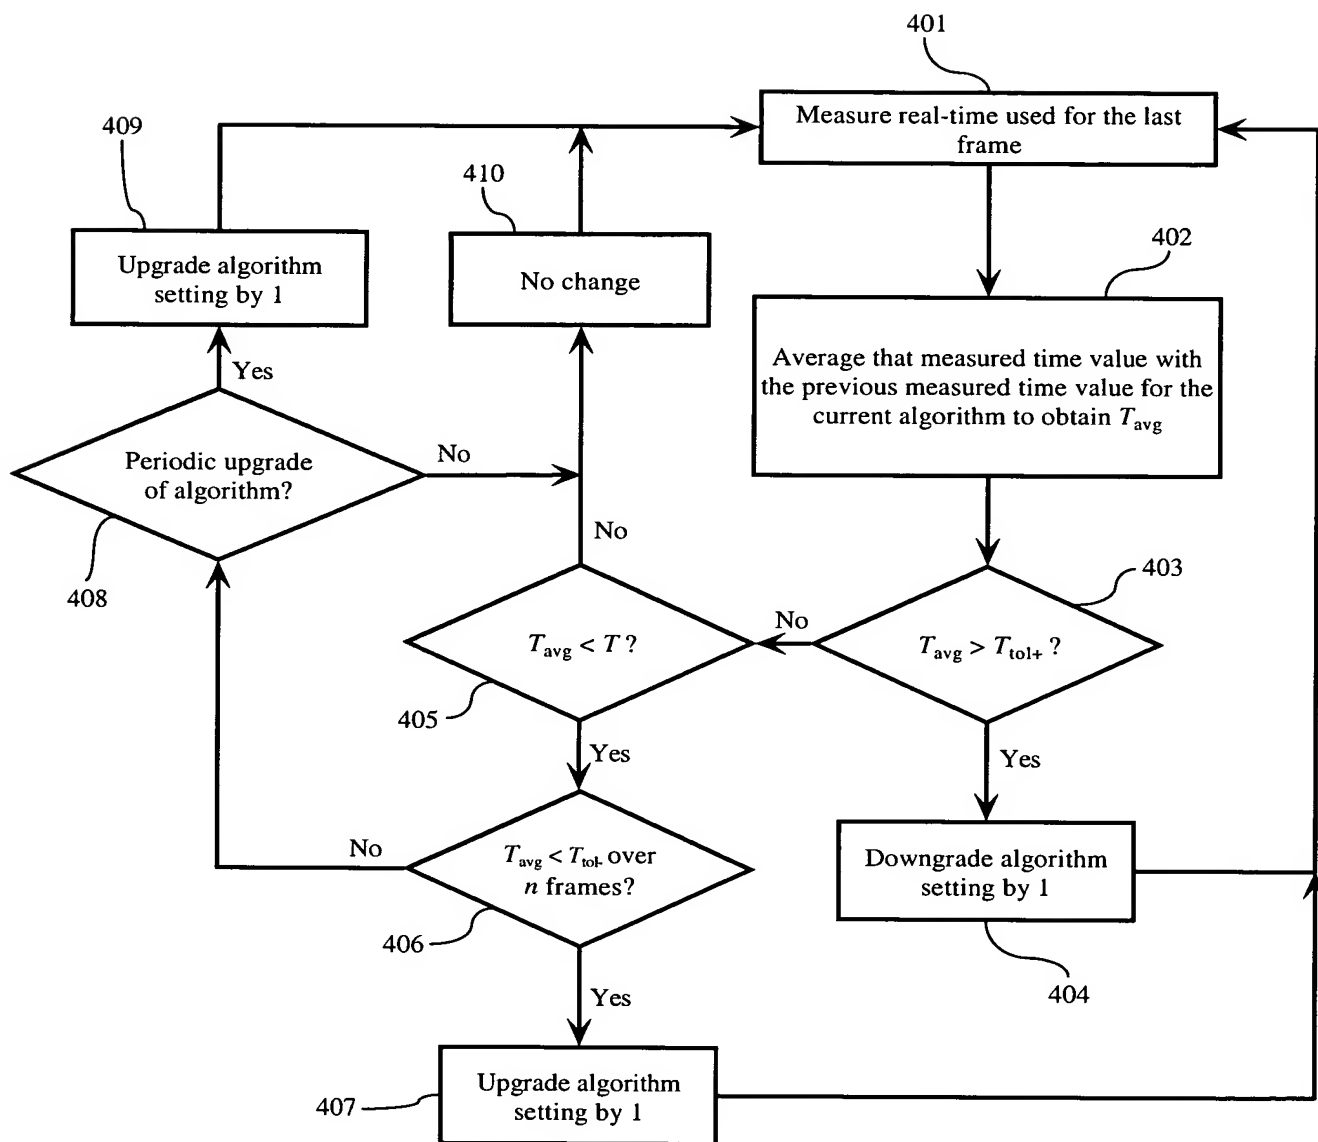 401
Measure real-time used for the last
frame
409
410
402
Upgrade algorithm
setting by 1
No change
Average that measured time value with
the previous measured time value for the
current algorithm to obtain Tavg
Yes
Periodic upgrade
of algorithm?
No
408
No
403
Tavg < T ?
No
Tavg > Ttol+ ?
405
Yes
Yes
No
Tavg < Ttol- over
n frames?
Downgrade algorithm
setting by 1
406
404
Yes
407
Upgrade algorithm
setting by 1